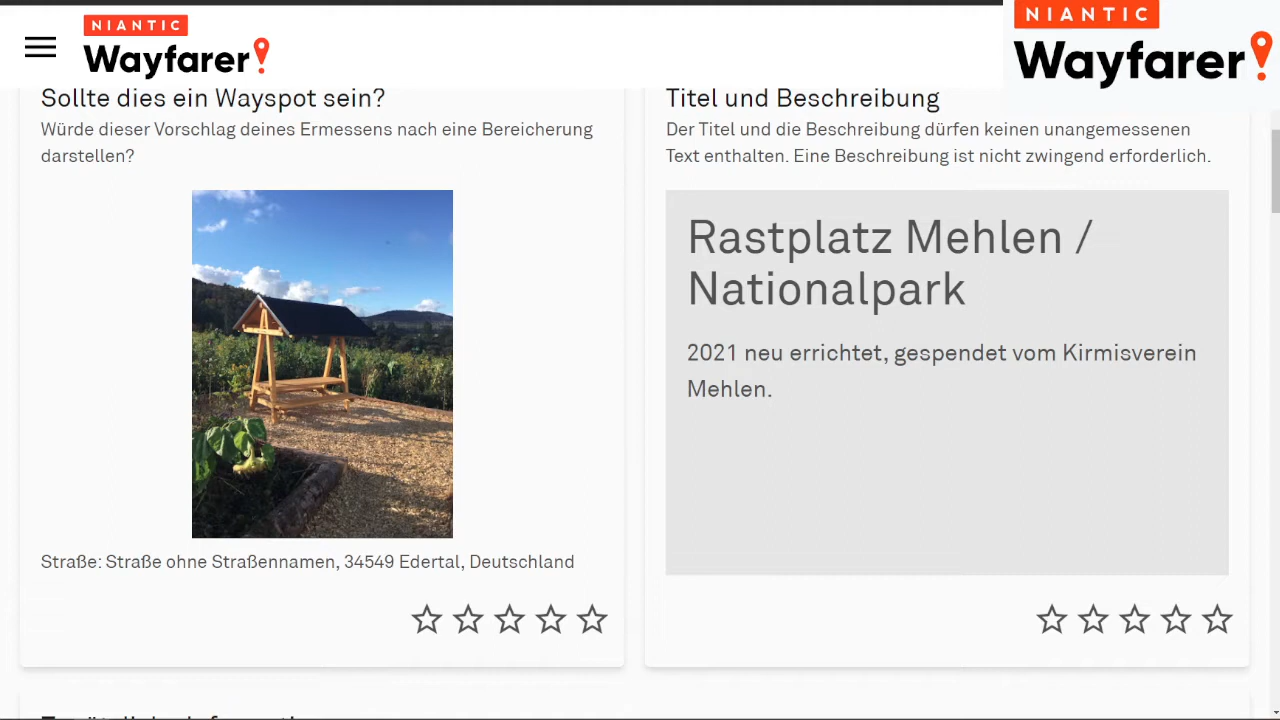 NIANTIC
Wayfarer
NIANTIC
Wayfarer
Sollte dies ein Wayspot sein?
Würde dieser Vorschlag deines Ermessens nach eine Bereicherung
darstellen?
Straße: Straße ohne Straßennamen, 34549 Edertal, Deutschland
Titel und Beschreibung
Der Titel und die Beschreibung dürfen keinen unangemessenen
Text enthalten. Eine Beschreibung ist nicht zwingend erforderlich.
Rastplatz Mehlen /
Nationalpark
2021 neu errichtet, gespendet vom Kirmisverein
Mehlen.